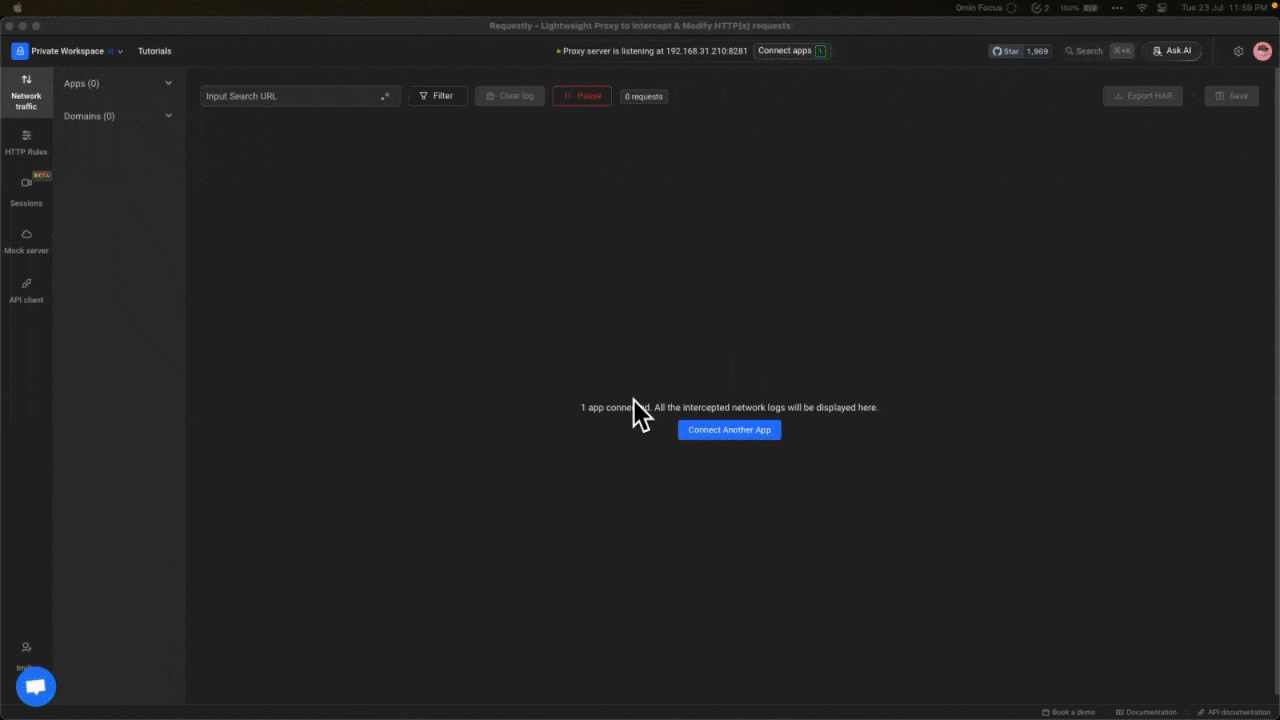 0min Focus 2 100% Tue 23 Jul 11:59 PM
Requestly - Lightweight Proxy to Intercept & Modify HTTP(s) requests
Private Workspace Tutorials Proxy server is listening at 192.168.31.210:8281 Connect apps 1 Star 1,969 Search ⌘+K Ask AI
Network
traffic
HTTP Rules
BETA
Sessions
Mock server
API client
Apps (0)
Domains (0)
Input Search URL .* Filter Clear log Pause 0 requests Export HAR Save
1 app connected. All the intercepted network logs will be displayed here.
Connect Another App
Book a demo Documentation API documentation